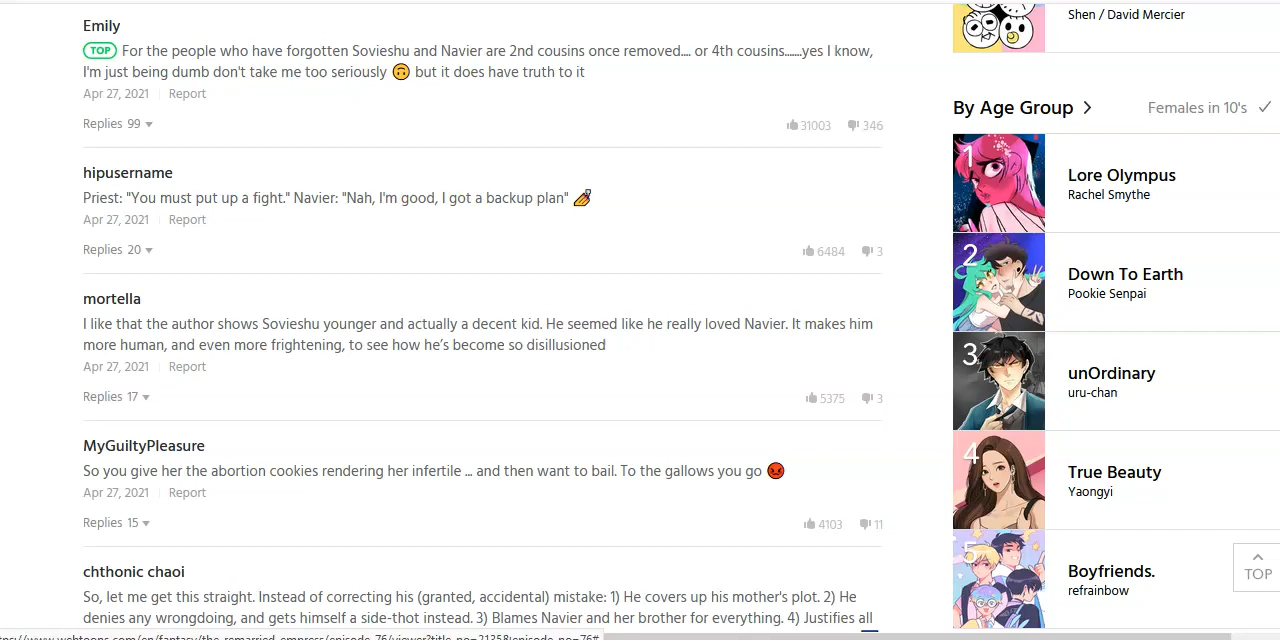 Emily
TOP For the people who have forgotten Sovieshu and Navier are 2nd cousins once removed.... or 4th cousins.......yes I know,
I'm just being dumb don't take me too seriously 🙃 but it does have truth to it
Apr 27, 2021 | Report
Replies 99 ▾
31003 346
hipusername
Priest: "You must put up a fight." Navier: "Nah, I'm good, I got a backup plan" 💅
Apr 27, 2021 | Report
Replies 20 ▾
6484 3
mortella
I like that the author shows Sovieshu younger and actually a decent kid. He seemed like he really loved Navier. It makes him
more human, and even more frightening, to see how he’s become so disillusioned
Apr 27, 2021 | Report
Replies 17 ▾
5375 3
MyGuiltyPleasure
So you give her the abortion cookies rendering her infertile ... and then want to bail. To the gallows you go 😡
Apr 27, 2021 | Report
Replies 15 ▾
4103 11
chthonic chaoi
So, let me get this straight. Instead of correcting his (granted, accidental) mistake: 1) He covers up his mother's plot. 2) He
denies any wrongdoing, and gets himself a side-thot instead. 3) Blames Navier and her brother for everything. 4) Justifies all
Shen / David Mercier
By Age Group
Females in 10's
1
Lore Olympus
Rachel Smythe
2
Down To Earth
Pookie Senpai
3
unOrdinary
uru-chan
4
True Beauty
Yaongyi
5
Boyfriends.
refrainbow
TOP